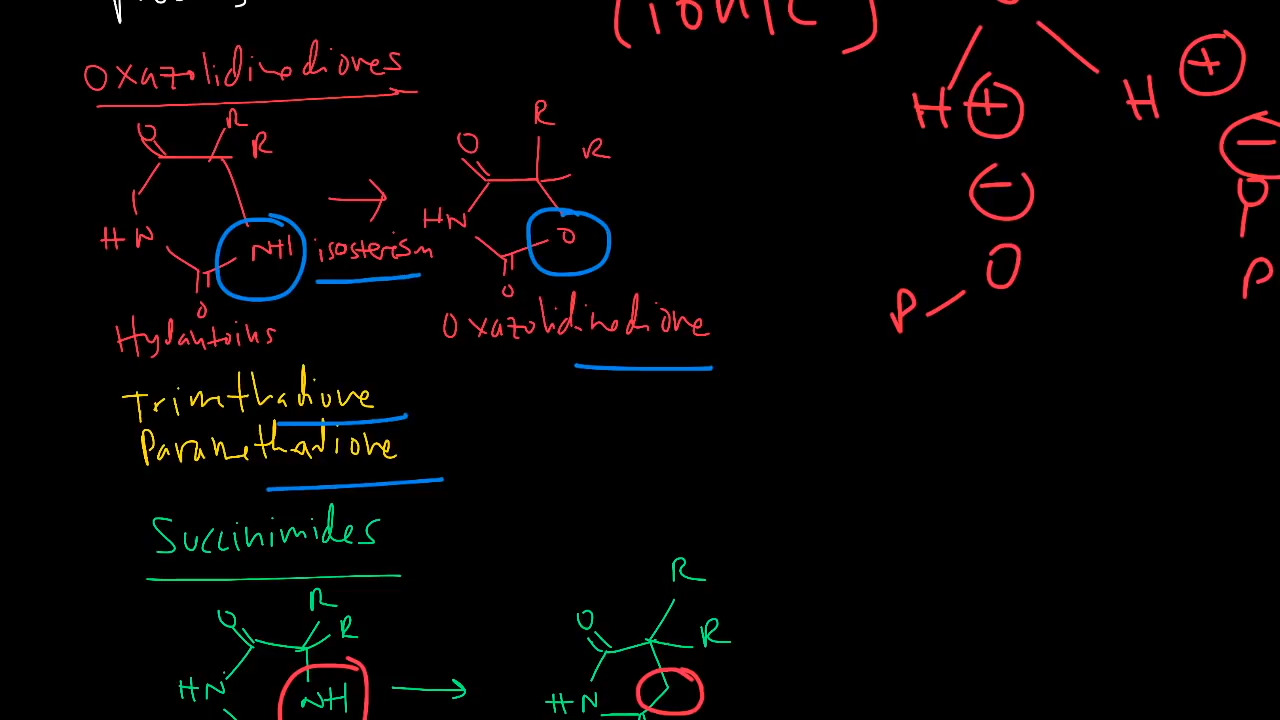 (ionic)
Oxazolidinediones
O R R
HN NH
O
isosterism
O R R
HN O
O
Hydantoins
Oxazolidinedione
Trimethadione
Paramethadione
Succinimides
O R R
HN NH
O R R
HN
H + H +
−
−
O
P
P